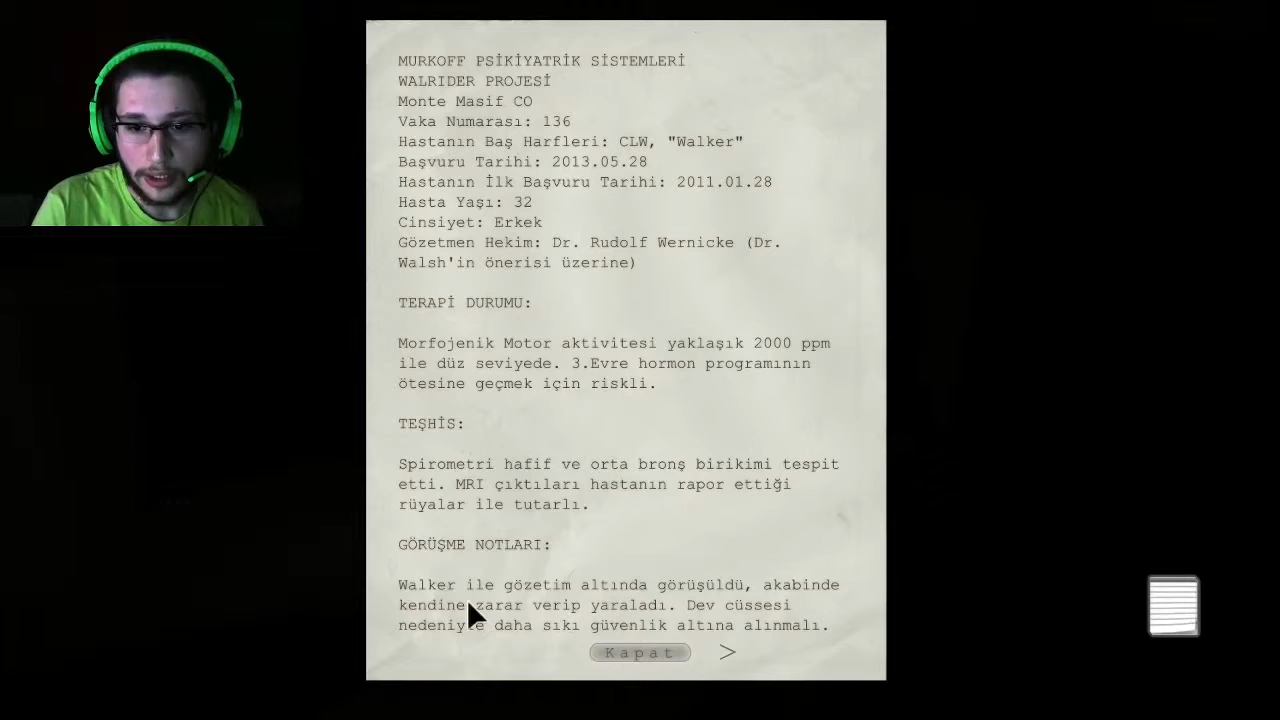 MURKOFF PSİKİYATRİK SİSTEMLERİ
WALRIDER PROJESİ
Monte Masif CO
Vaka Numarası: 136
Hastanın Baş Harfleri: CLW, "Walker"
Başvuru Tarihi: 2013.05.28
Hastanın İlk Başvuru Tarihi: 2011.01.28
Hasta Yaşı: 32
Cinsiyet: Erkek
Gözetmen Hekim: Dr. Rudolf Wernicke (Dr.
Walsh'in önerisi üzerine)
TERAPİ DURUMU:
Morfojenik Motor aktivitesi yaklaşık 2000 ppm
ile düz seviyede. 3.Evre hormon programının
ötesine geçmek için riskli.
TEŞHİS:
Spirometri hafif ve orta bronş birikimi tespit
etti. MRI çıktıları hastanın rapor ettiği
rüyalar ile tutarlı.
GÖRÜŞME NOTLARI:
Walker ile gözetim altında görüşüldü, akabinde
kendine zarar verip yaraladı. Dev cüssesi
nedeniyle daha sıkı güvenlik altına alınmalı.
Kapat >